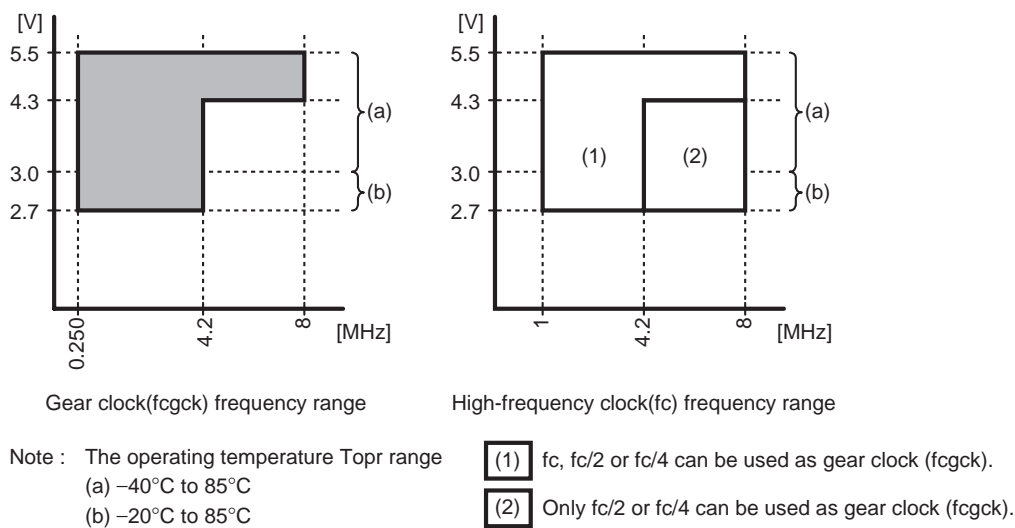 [V]
5.5
4.3
3.0
2.7
(a)
(b)
0.250
4.2
8
[MHz]
Gear clock(fcgck) frequency range
[V]
5.5
4.3
3.0
2.7
(1)
(2)
(a)
(b)
1
4.2
8
[MHz]
High-frequency clock(fc) frequency range
Note : The operating temperature Topr range
(a) −40°C to 85°C
(b) −20°C to 85°C
(1) fc, fc/2 or fc/4 can be used as gear clock (fcgck).
(2) Only fc/2 or fc/4 can be used as gear clock (fcgck).